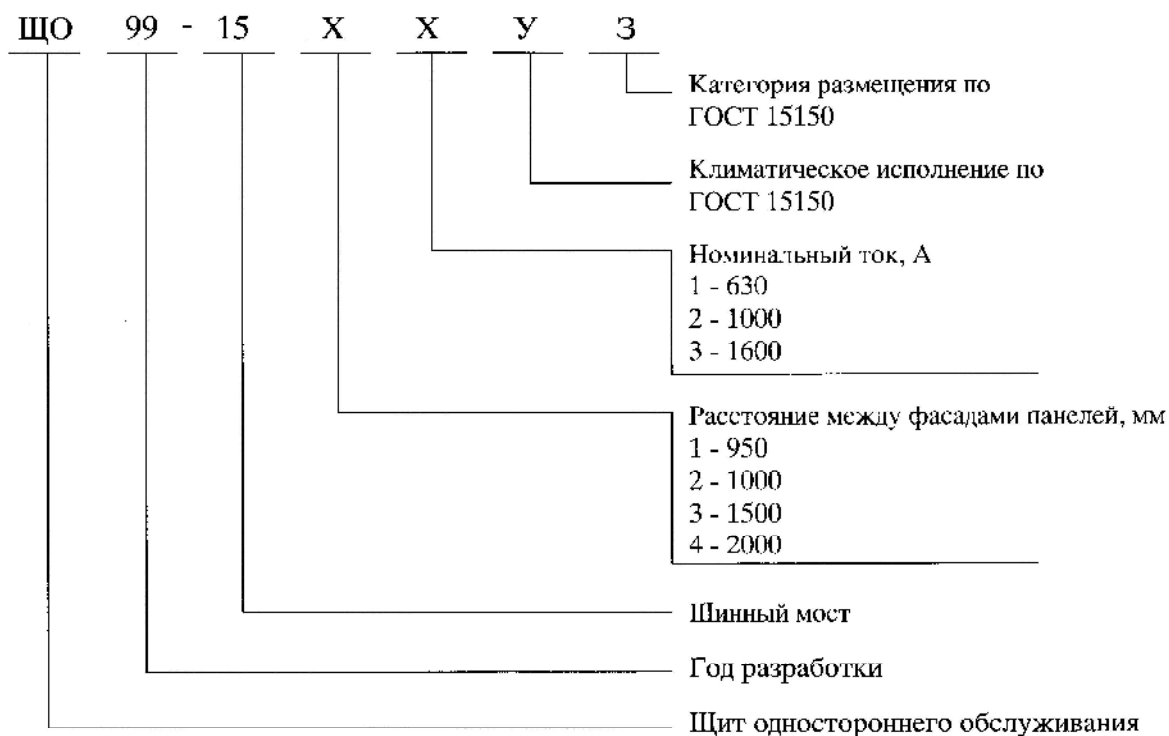 ЩО 99 - 15 Х Х У 3
Категория размещения по
ГОСТ 15150
Климатическое исполнение по
ГОСТ 15150
Номинальный ток, А
1 - 630
2 - 1000
3 - 1600
Расстояние между фасадами панелей, мм
1 - 950
2 - 1000
3 - 1500
4 - 2000
Шинный мост
Год разработки
Щит одностороннего обслуживания